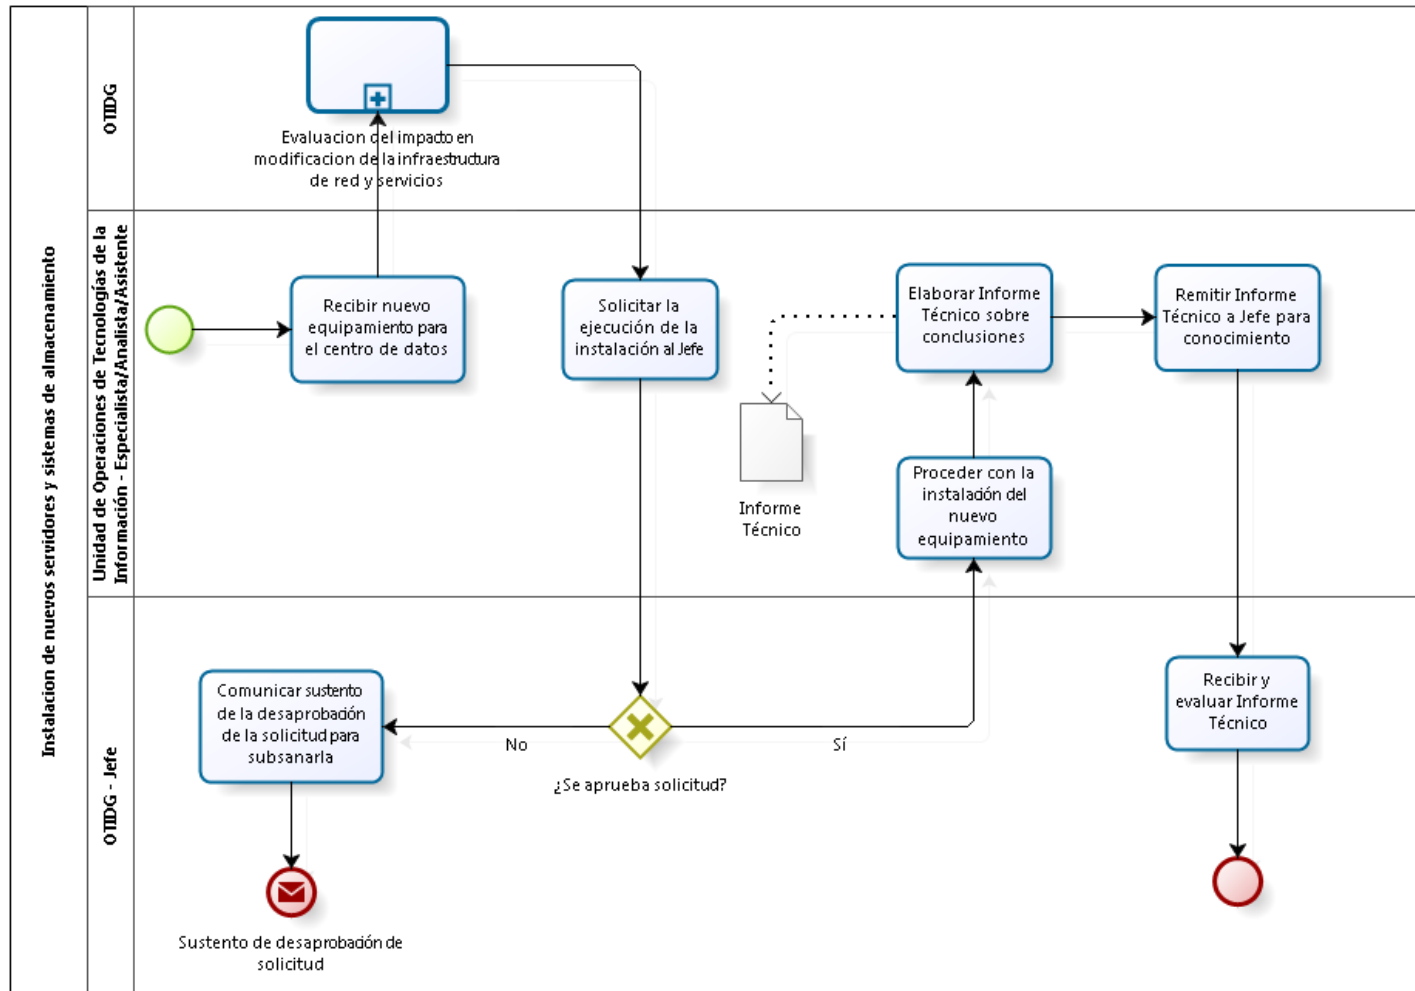 Instalacion de nuevos servidores y sistemas de almacenamiento
OTIDG
Evaluacion del impacto en
modificacion de la infraestructura
de red y servicios
Unidad de Operaciones de Tecnologías de la
Información - Especialista/Analista/Asistente
Recibir nuevo
equipamiento para
el centro de datos
Solicitar la
ejecución de la
instalación al Jefe
Elaborar Informe
Técnico sobre
conclusiones
Remitir Informe
Técnico a Jefe para
conocimiento
Informe
Técnico
Proceder con la
instalación del
nuevo
equipamiento
OTIDG - Jefe
Comunicar sustento
de la desaprobación
de la solicitud para
subsanarla
No
¿Se aprueba solicitud?
Sí
Recibir y
evaluar Informe
Técnico
Sustento de desaprobación de
solicitud